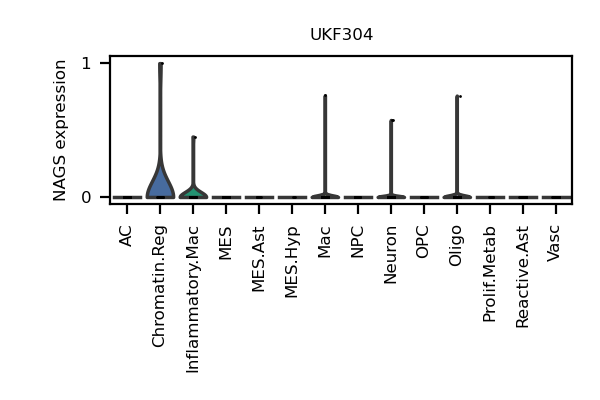 UKF304
NAGS expression
1
0
AC
Chromatin.Reg
Inflammatory.Mac
MES
MES.Ast
MES.Hyp
Mac
NPC
Neuron
OPC
Oligo
Prolif.Metab
Reactive.Ast
Vasc